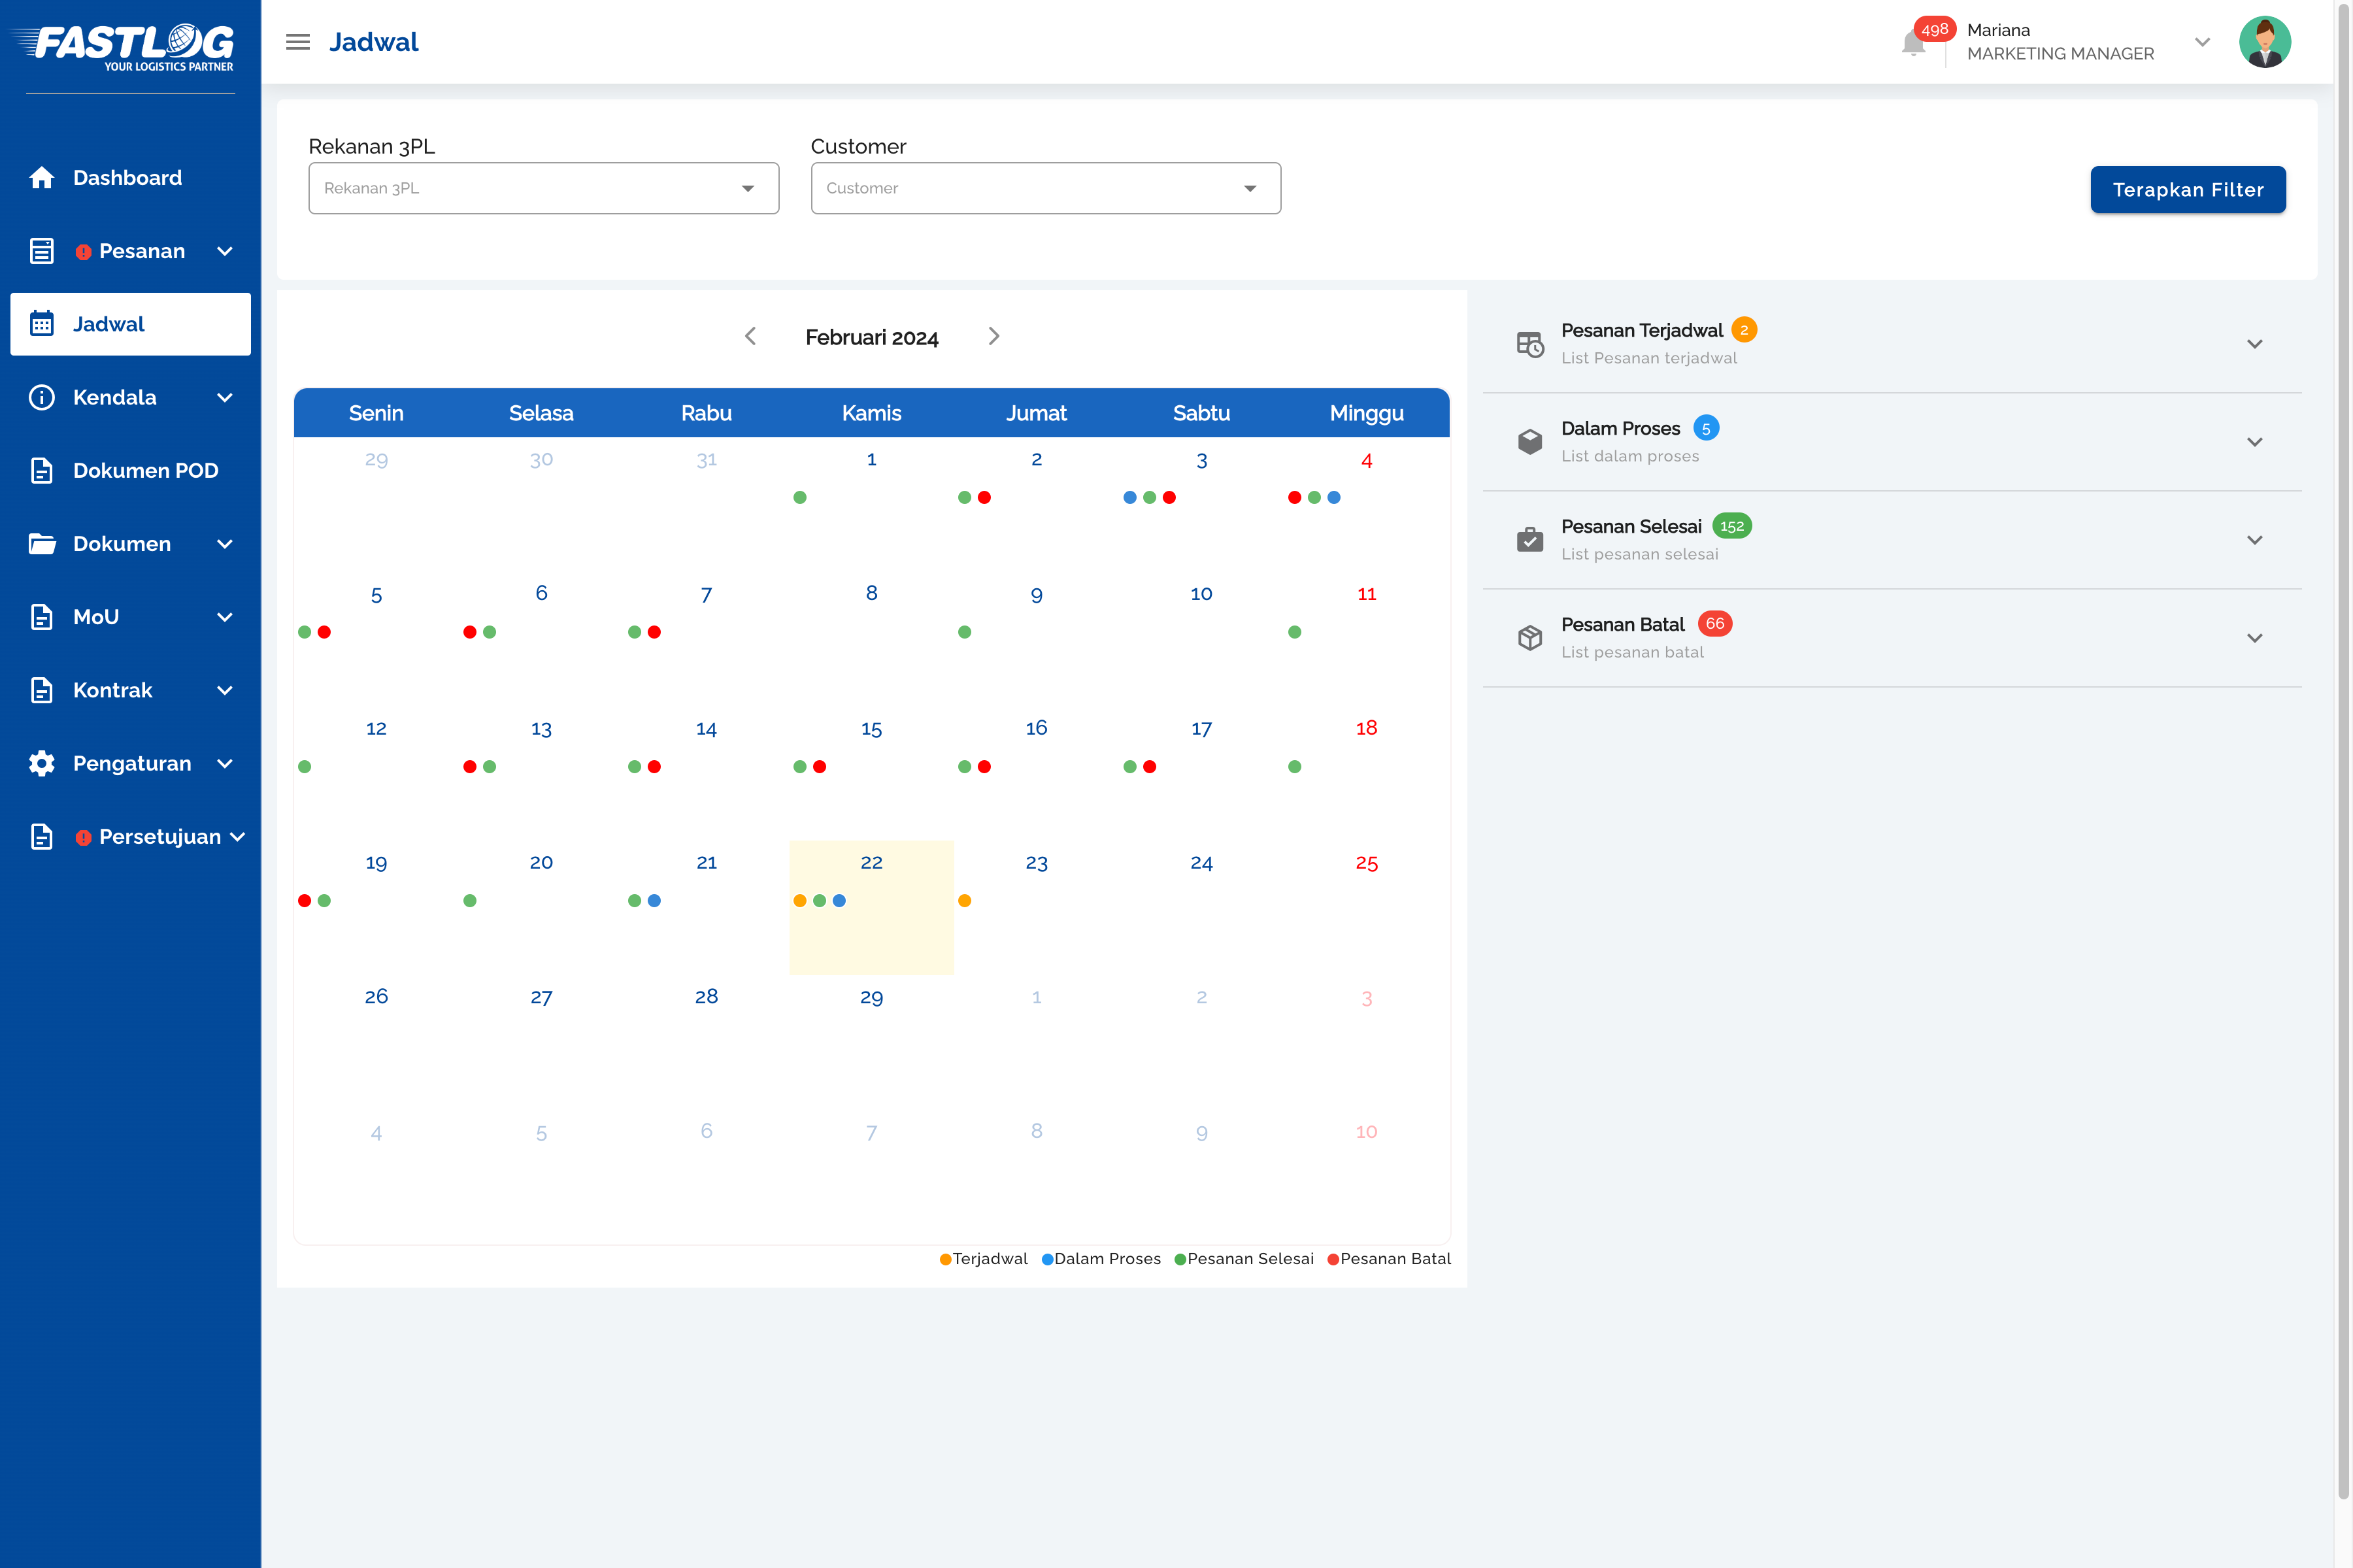 FASTLOG
YOUR LOGISTICS PARTNER
Dashboard
Pesanan
Jadwal
Kendala
Dokumen POD
Dokumen
MoU
Kontrak
Pengaturan
Persetujuan
Jadwal
498
Mariana
MARKETING MANAGER
Rekanan 3PL
Rekanan 3PL
Customer
Customer
Terapkan Filter
Februari 2024
Senin Selasa Rabu Kamis Jumat Sabtu Minggu
29 30 31 1 2 3 4
5 6 7 8 9 10 11
12 13 14 15 16 17 18
19 20 21 22 23 24 25
26 27 28 29 1 2 3
4 5 6 7 8 9 10
Terjadwal Dalam Proses Pesanan Selesai Pesanan Batal
Pesanan Terjadwal 2
List Pesanan terjadwal
Dalam Proses 5
List dalam proses
Pesanan Selesai 152
List pesanan selesai
Pesanan Batal 66
List pesanan batal